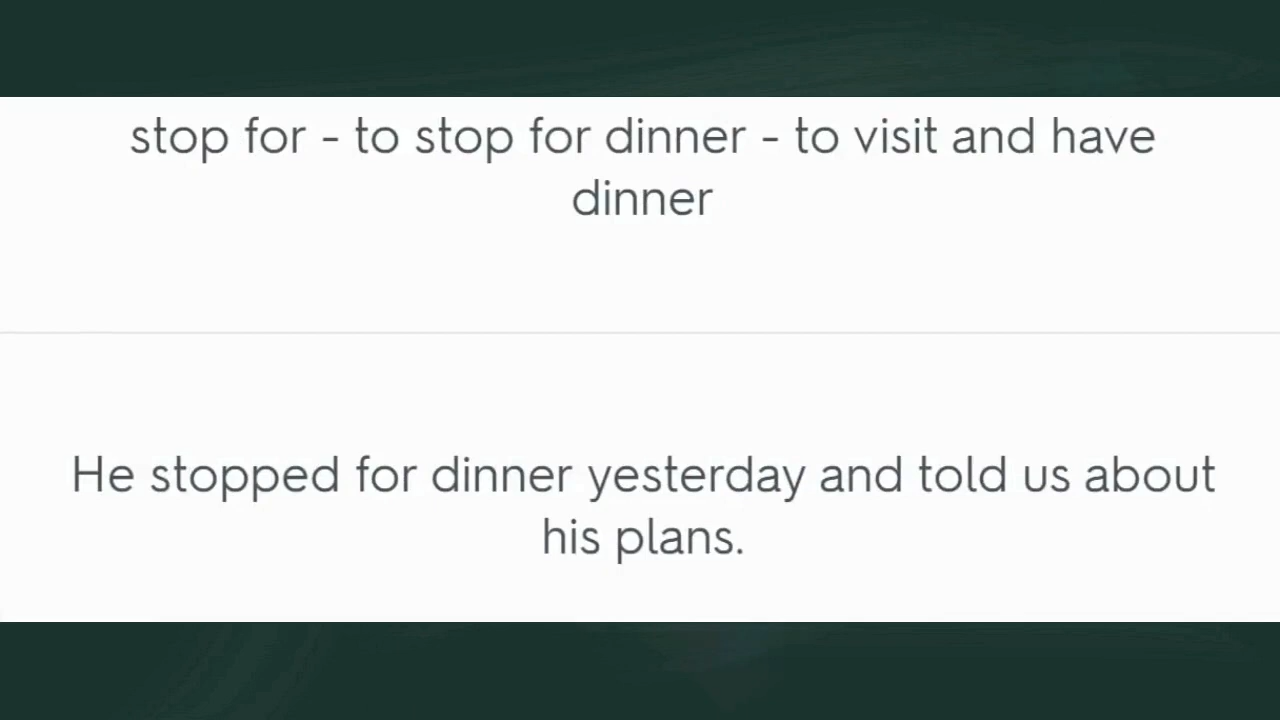 stop for - to stop for dinner - to visit and have
dinner
He stopped for dinner yesterday and told us about
his plans.